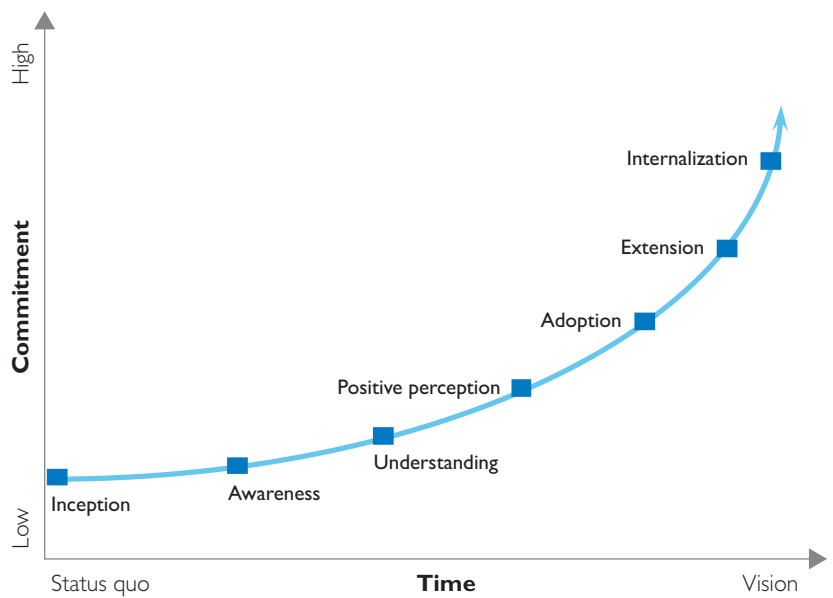 High
Internalization
Extension
Commitment
Adoption
Positive perception
Understanding
Awareness
Inception
Low
Status quo
Time
Vision